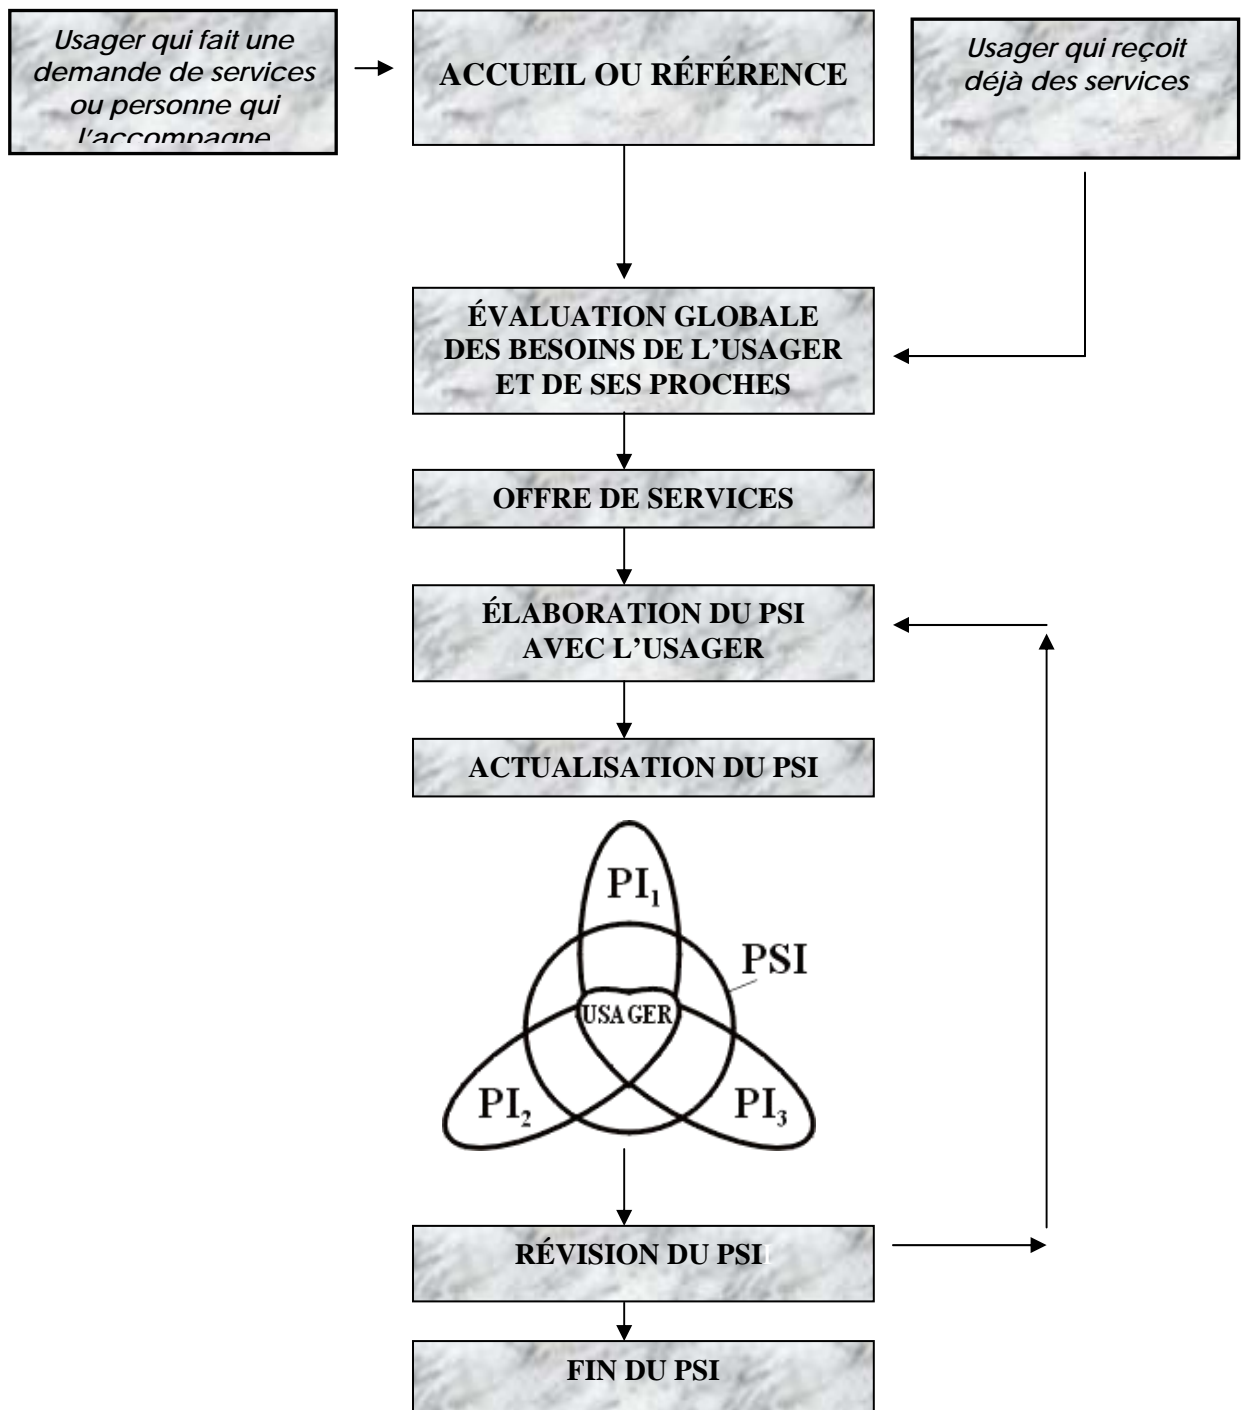 Usager qui fait une
demande de services
ou personne qui
l'accompagne
ACCUEIL OU RÉFÉRENCE
Usager qui reçoit
déjà des services
ÉVALUATION GLOBALE
DES BESOINS DE L’USAGER
ET DE SES PROCHES
OFFRE DE SERVICES
ÉLABORATION DU PSI
AVEC L’USAGER
ACTUALISATION DU PSI
PI₁
PSI
USAGER
PI₂
PI₃
RÉVISION DU PSI
FIN DU PSI